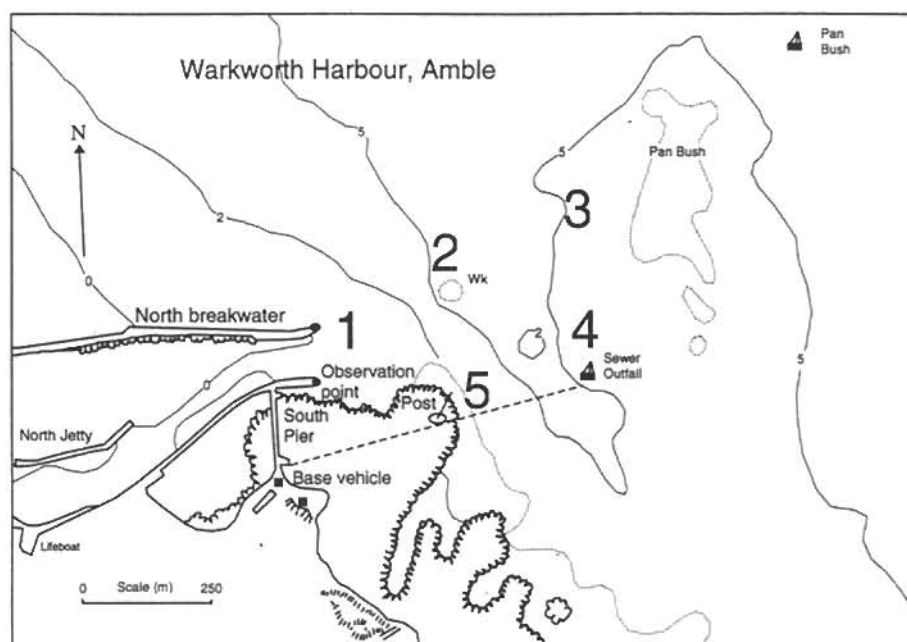 Pan
Bush
Warkworth Harbour, Amble
5
N
5
Pan Bush
2
3
2
Wk
0
North breakwater
1
4
2
5
Sewer
Outfall
Observation
point
0
Post
5
South
Pier
North Jetty
Base vehicle
Lifeboat
0 Scale (m) 250